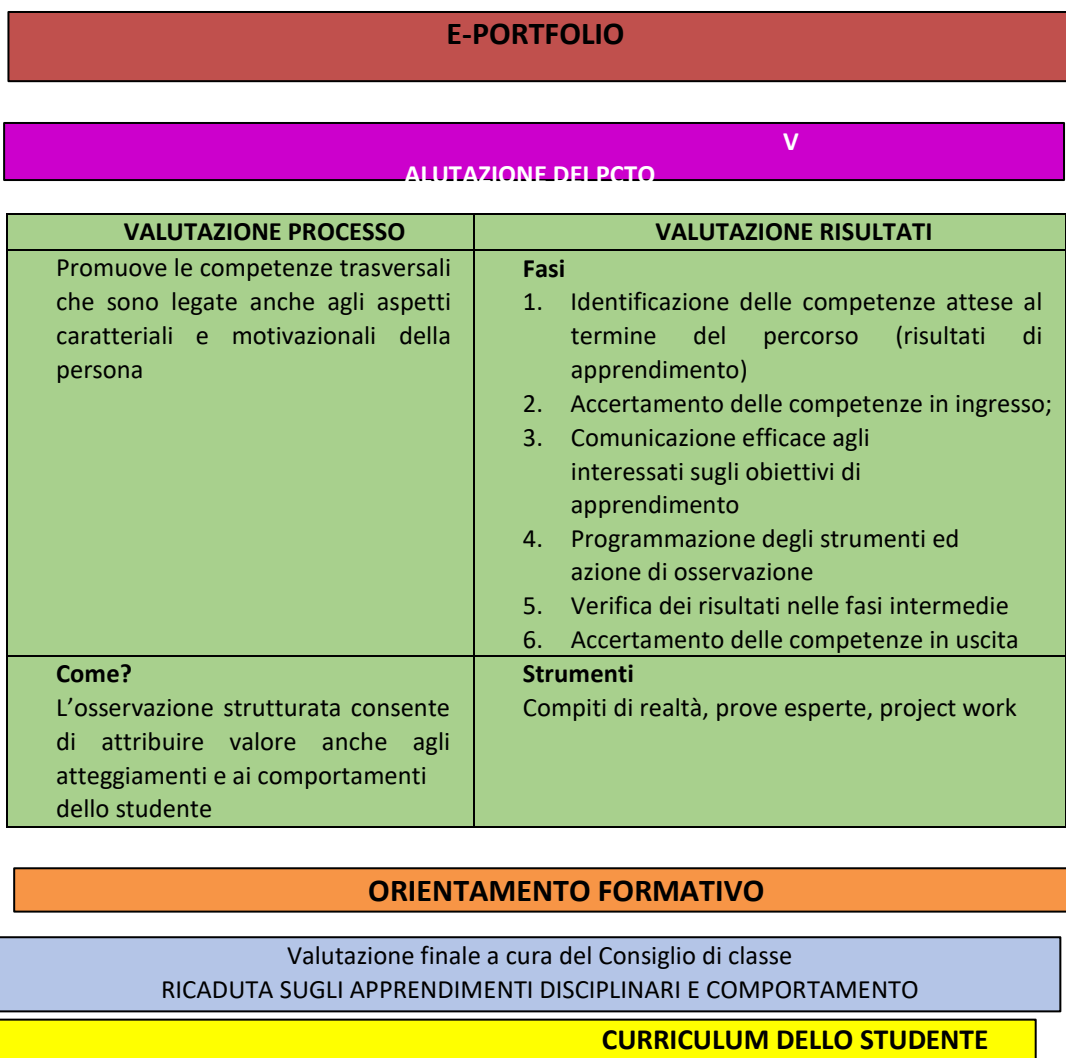 E-PORTFOLIO
V
ALUTAZIONE DEI PCTO
VALUTAZIONE PROCESSO
Promuove le competenze trasversali
che sono legate anche agli aspetti
caratteriali e motivazionali della
persona
VALUTAZIONE RISULTATI
Fasi
1. Identificazione delle competenze attese al
termine del percorso (risultati di
apprendimento)
2. Accertamento delle competenze in ingresso;
3. Comunicazione efficace agli
interessati sugli obiettivi di
apprendimento
4. Programmazione degli strumenti ed
azione di osservazione
5. Verifica dei risultati nelle fasi intermedie
6. Accertamento delle competenze in uscita
Come?
L’osservazione strutturata consente
di attribuire valore anche agli
atteggiamenti e ai comportamenti
dello studente
Strumenti
Compiti di realtà, prove esperte, project work
ORIENTAMENTO FORMATIVO
Valutazione finale a cura del Consiglio di classe
RICADUTA SUGLI APPRENDIMENTI DISCIPLINARI E COMPORTAMENTO
CURRICULUM DELLO STUDENTE